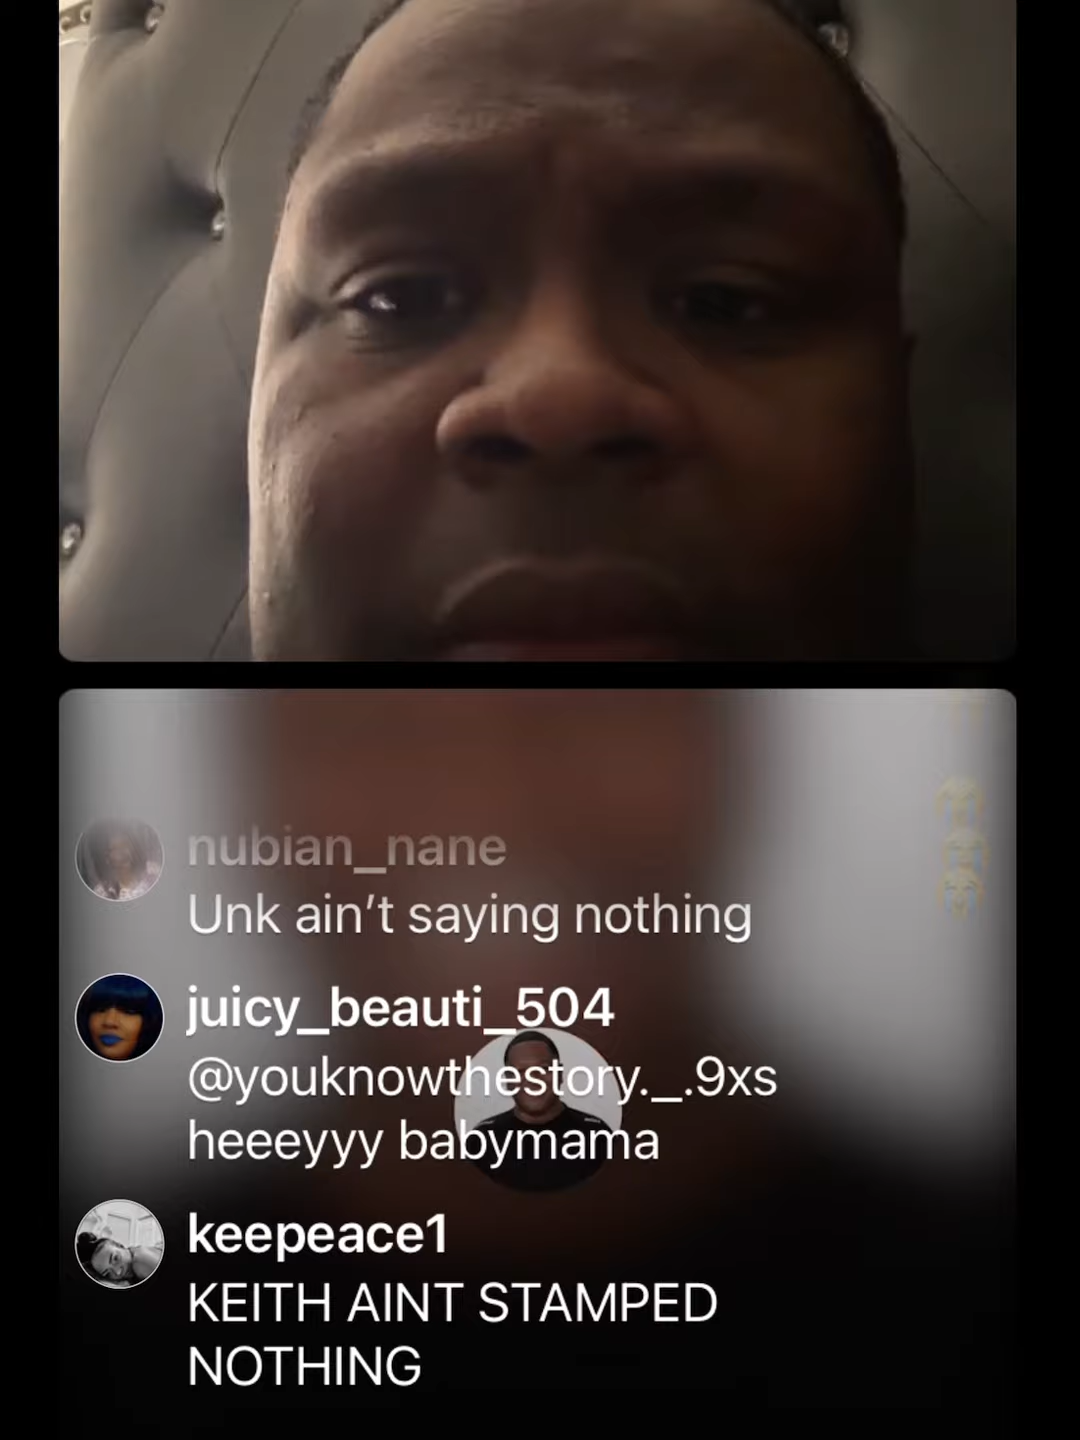 nubian_nane
Unk ain’t saying nothing
juicy_beauti_504
@youknowthestory._.9xs
heeeyyy babymama
keepeace1
KEITH AINT STAMPED
NOTHING